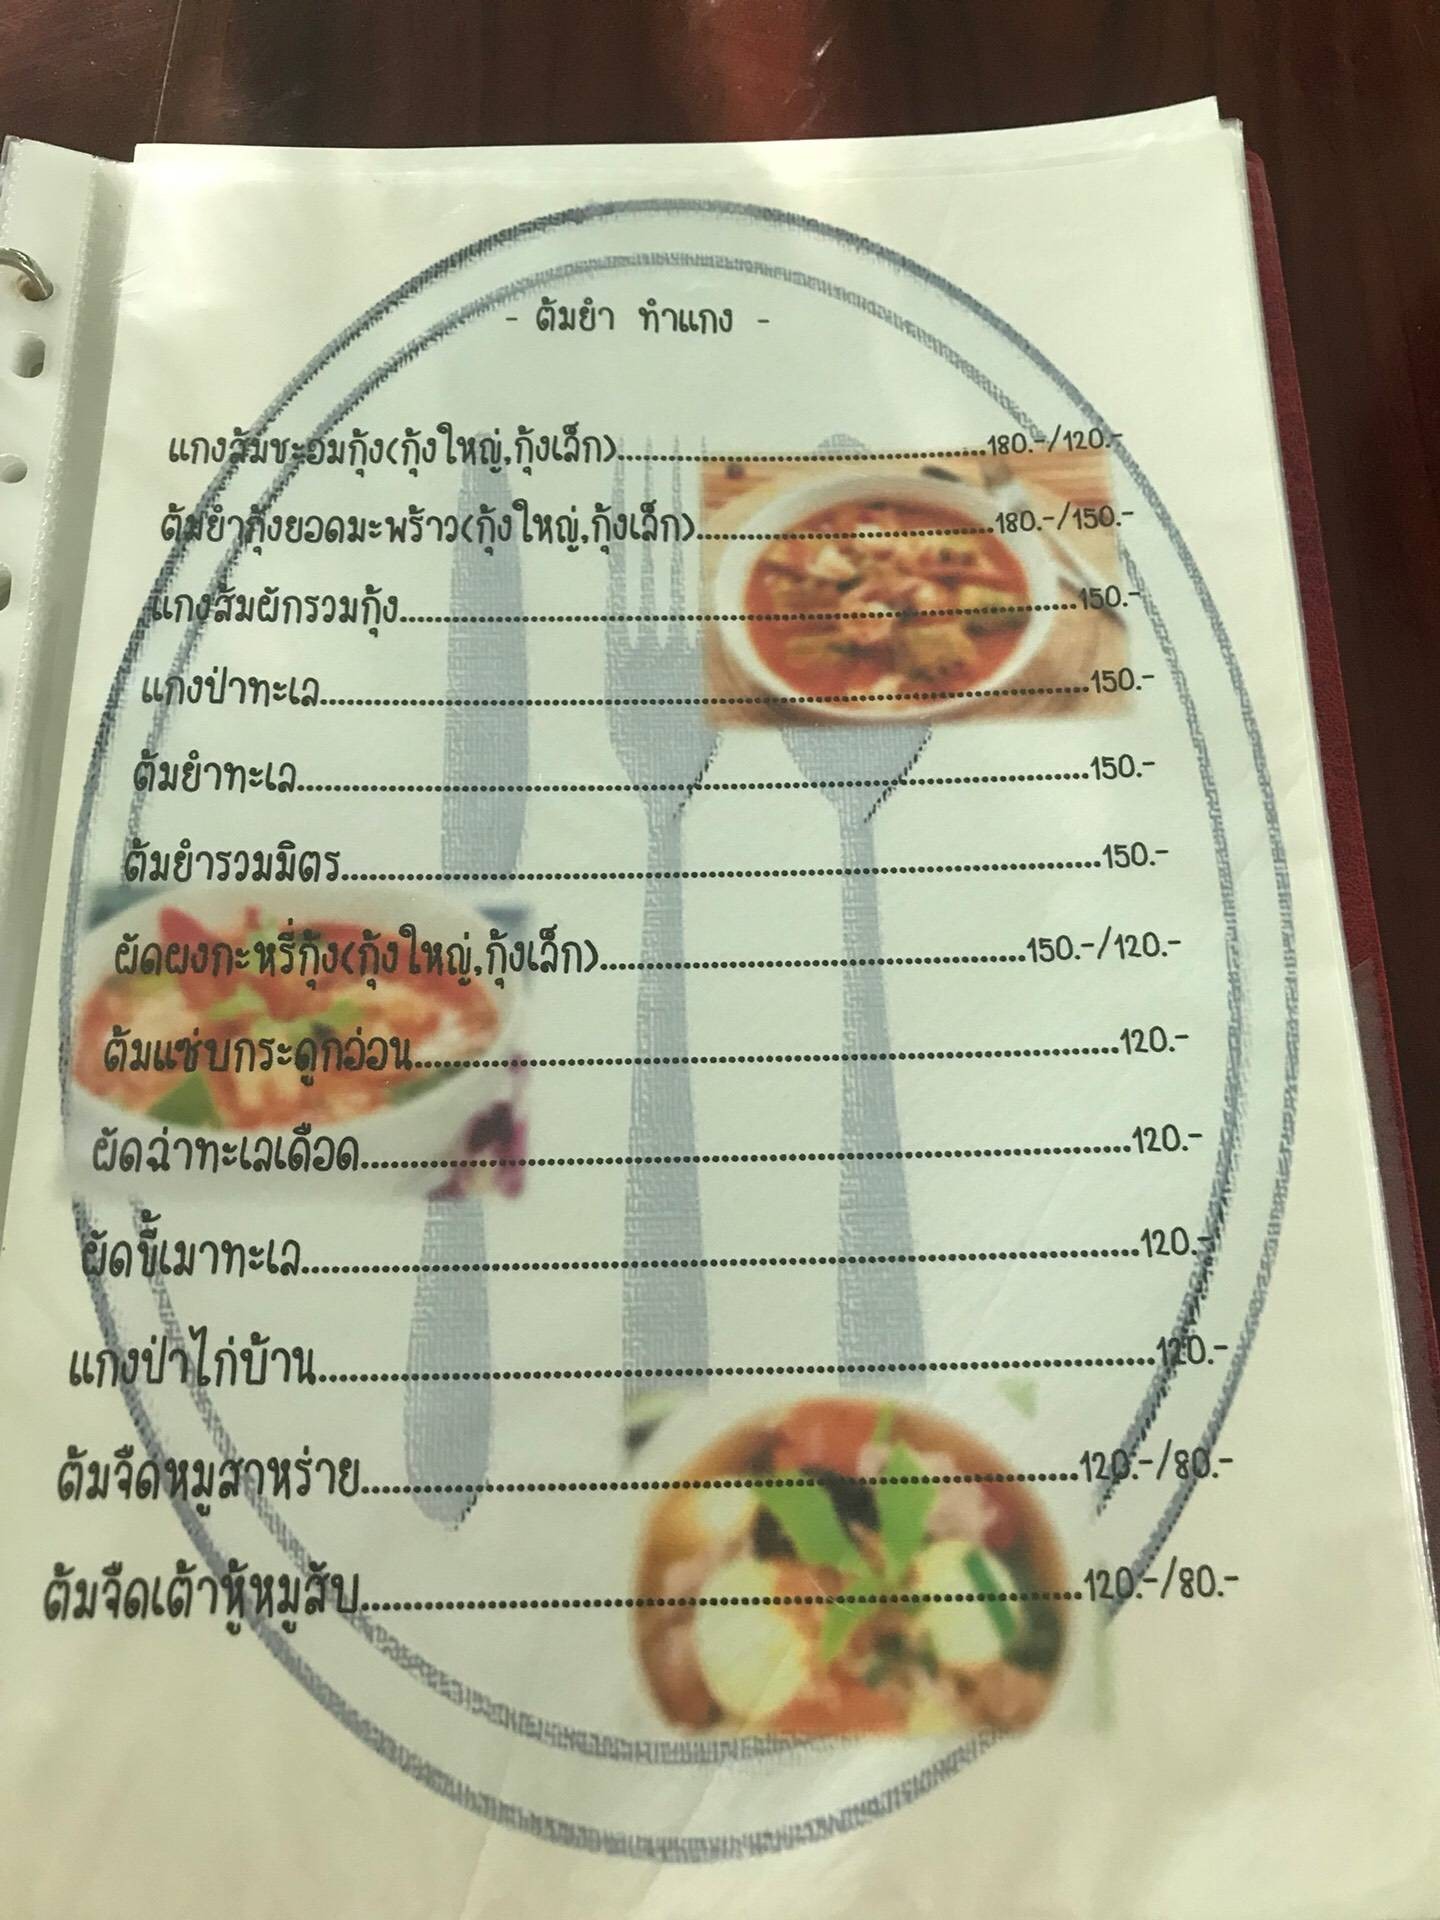 - ต้มยำ ทำแกง -
แกงส้มชะอมกุ้ง(กุ้งใหญ่,กุ้งเล็ก)..............................180.-/120.-
ต้มยำกุ้งยอดมะพร้าว(กุ้งใหญ่,กุ้งเล็ก)..............................180.-/150.-
แกงส้มผักรวมกุ้ง..............................150.-
แกงป่าทะเล..............................150.-
ต้มยำทะเล..............................150.-
ต้มยำรวมมิตร..............................150.-
ผัดผงกะหรี่กุ้ง(กุ้งใหญ่,กุ้งเล็ก)..............................150.-/120.-
ต้มแซ่บกระดูกอ่อน..............................120.-
ผัดฉ่าทะเลเดือด..............................120.-
ผัดขี้เมาทะเล..............................120.-
แกงป่าไก่บ้าน..............................120.-
ต้มจืดหมูสาหร่าย..............................120.-/80.-
ต้มจืดเต้าหู้หมูสับ..............................120.-/80.-